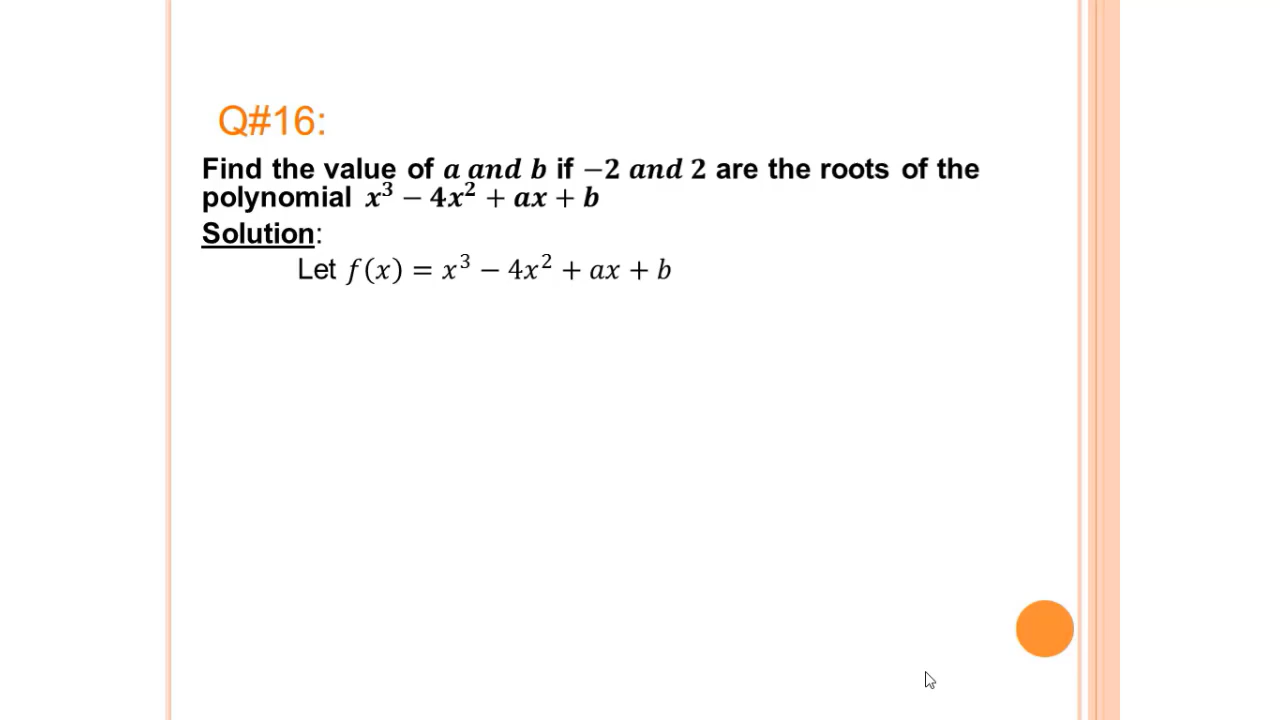 Q#16:
Find the value of a and b if −2 and 2 are the roots of the
polynomial x³ − 4x² + ax + b
Solution:
Let f(x) = x³ − 4x² + ax + b